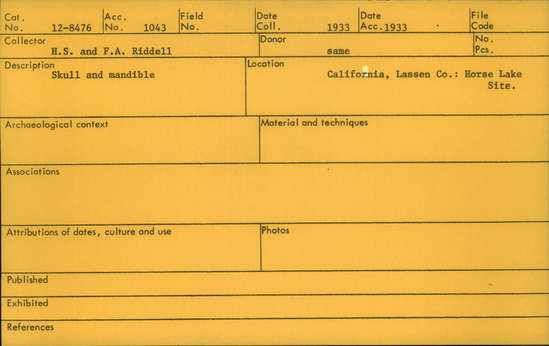 Cat. No. 12-8476 Acc. No. 1043 Field No. Date Coll. 1933 Date Acc. 1933 File Code
Collector H.S. and F.A. Riddell Donor same No. Pcs.
Description Skull and mandible Location California, Lassen Co.: Horse Lake
Site.
Archaeological context Material and techniques
Associations
Attributions of dates, culture and use Photos
Published
Exhibited
References